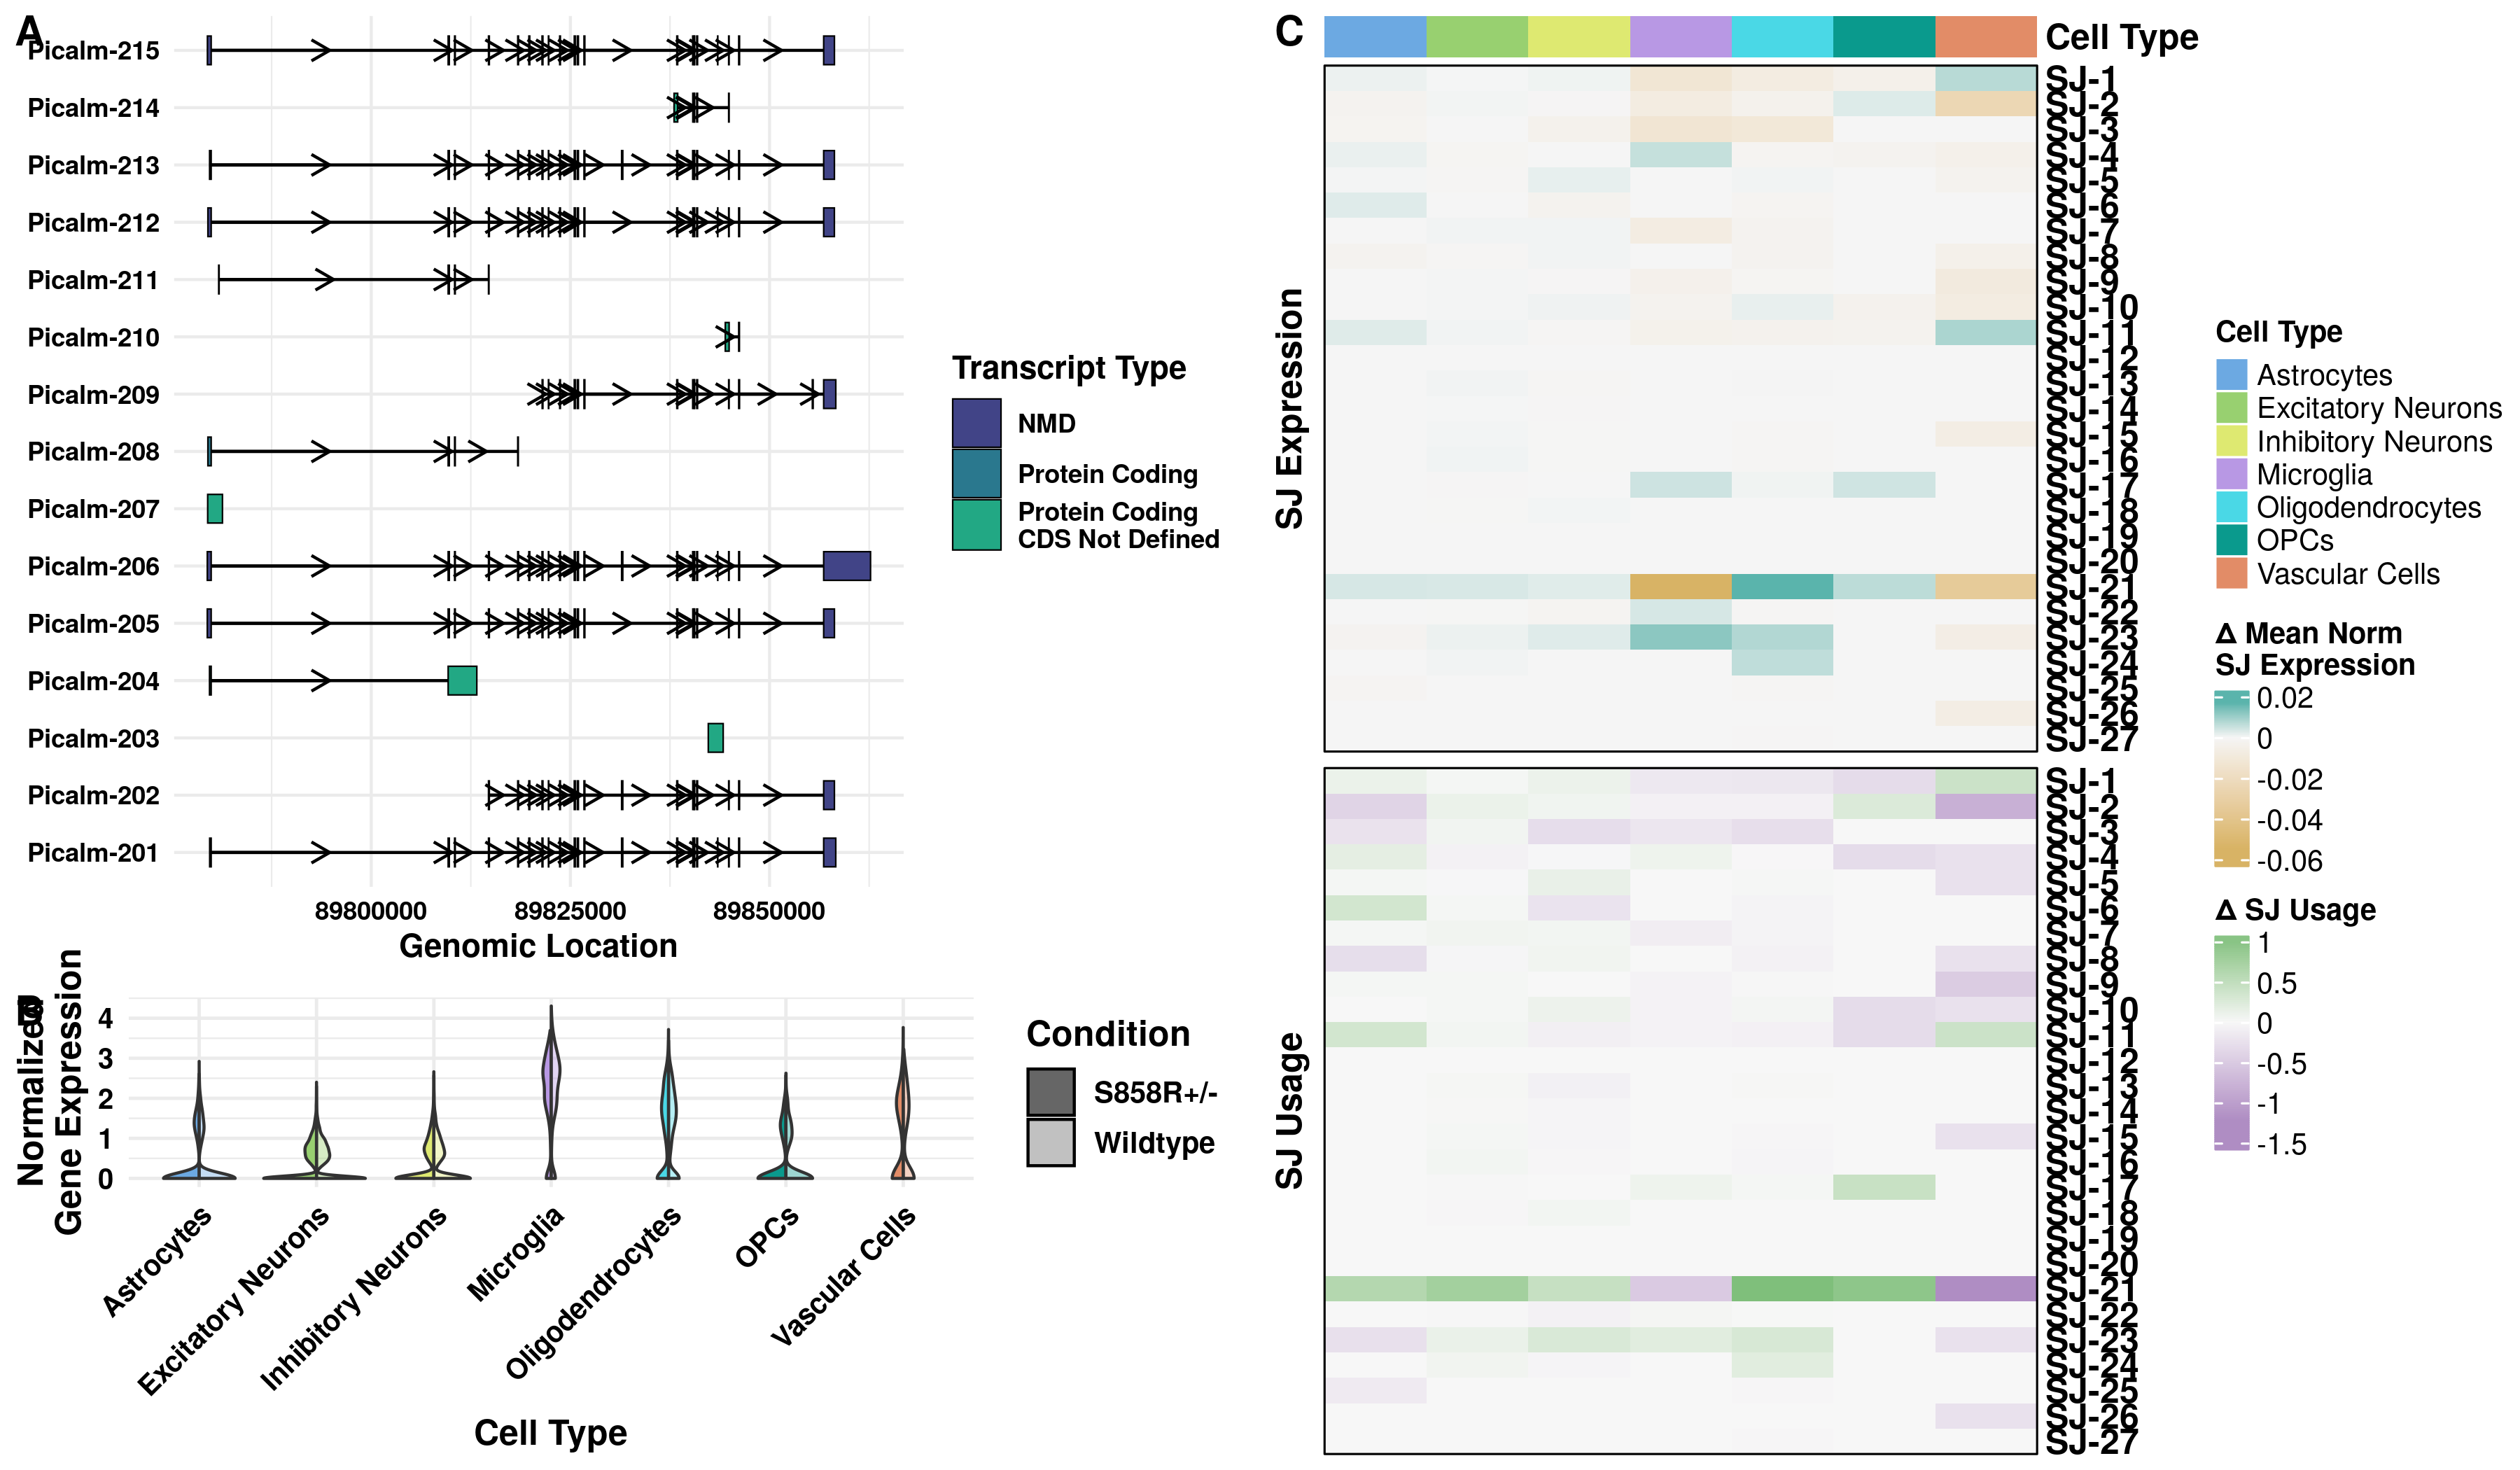 A
Picalm-215
Picalm-214
Picalm-213
Picalm-212
Picalm-211
Picalm-210
Picalm-209
Picalm-208
Picalm-207
Picalm-206
Picalm-205
Picalm-204
Picalm-203
Picalm-202
Picalm-201
89800000 89825000 89850000
Genomic Location
Transcript Type
NMD
Protein Coding
Protein Coding
CDS Not Defined
B
Normalized
Gene Expression
4
3
2
1
0
Astrocytes
Excitatory Neurons
Inhibitory Neurons
Microglia
Oligodendrocytes
OPCs
Vascular Cells
Cell Type
Condition
S858R+/-
Wildtype
C
Cell Type
SJ Expression
SJ-1
SJ-2
SJ-3
SJ-4
SJ-5
SJ-6
SJ-7
SJ-8
SJ-9
SJ-10
SJ-11
SJ-12
SJ-13
SJ-14
SJ-15
SJ-16
SJ-17
SJ-18
SJ-19
SJ-20
SJ-21
SJ-22
SJ-23
SJ-24
SJ-25
SJ-26
SJ-27
SJ Usage
SJ-1
SJ-2
SJ-3
SJ-4
SJ-5
SJ-6
SJ-7
SJ-8
SJ-9
SJ-10
SJ-11
SJ-12
SJ-13
SJ-14
SJ-15
SJ-16
SJ-17
SJ-18
SJ-19
SJ-20
SJ-21
SJ-22
SJ-23
SJ-24
SJ-25
SJ-26
SJ-27
Cell Type
Astrocytes
Excitatory Neurons
Inhibitory Neurons
Microglia
Oligodendrocytes
OPCs
Vascular Cells
Δ Mean Norm
SJ Expression
0.02
0
-0.02
-0.04
-0.06
Δ SJ Usage
1
0.5
0
-0.5
-1
-1.5